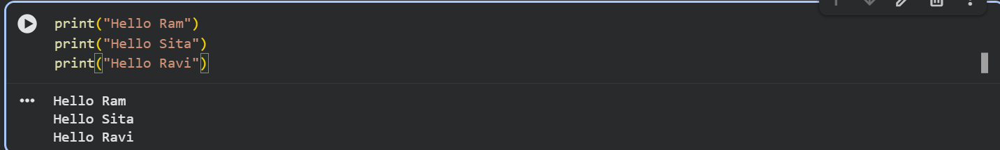 print("Hello Ram")
print("Hello Sita")
print("Hello Ravi")
Hello Ram
Hello Sita
Hello Ravi